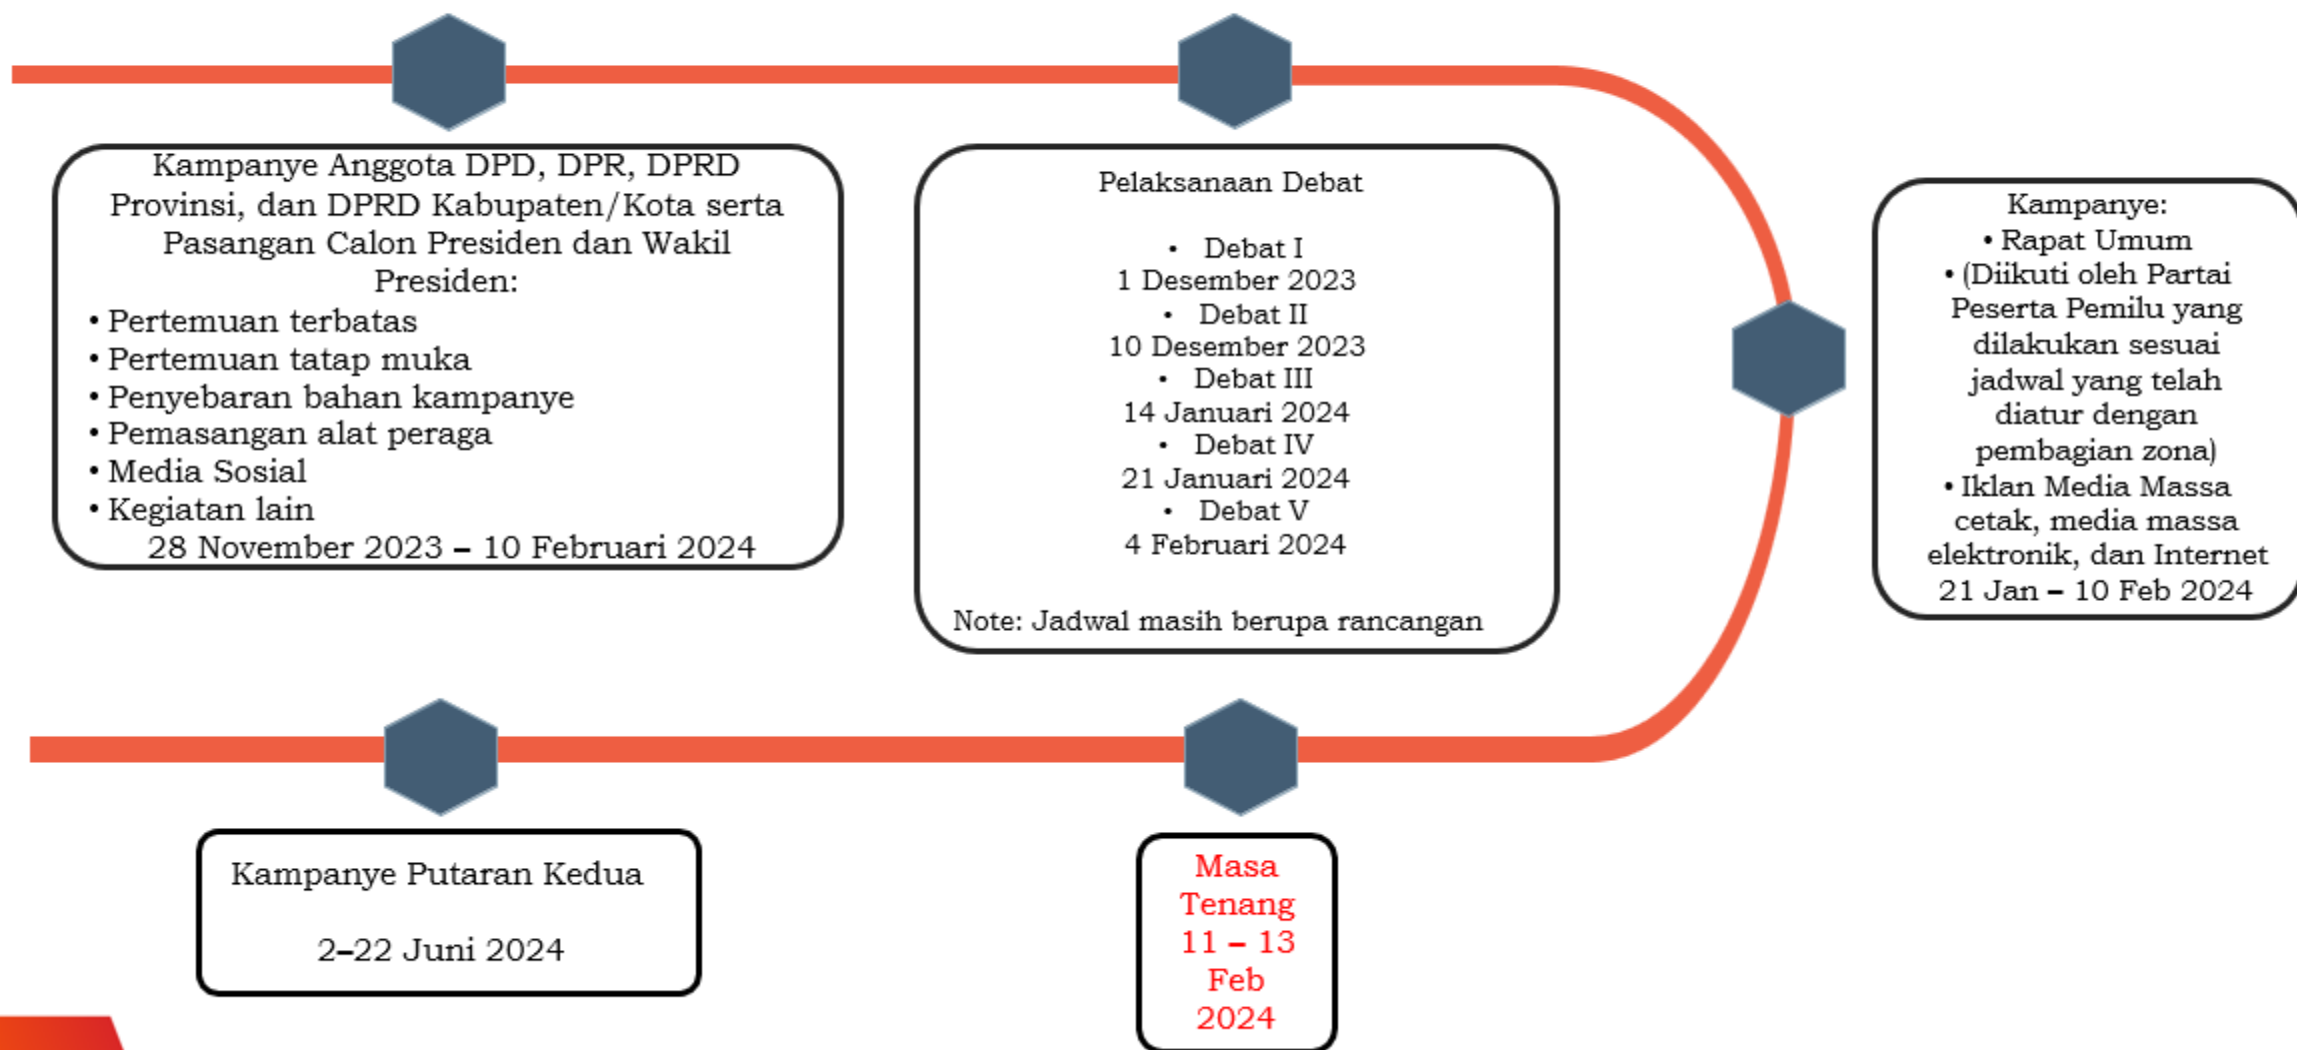 Kampanye Anggota DPD, DPR, DPRD
Provinsi, dan DPRD Kabupaten/Kota serta
Pasangan Calon Presiden dan Wakil
Presiden:
• Pertemuan terbatas
• Pertemuan tatap muka
• Penyebaran bahan kampanye
• Pemasangan alat peraga
• Media Sosial
• Kegiatan lain
28 November 2023 – 10 Februari 2024
Pelaksanaan Debat
• Debat I
1 Desember 2023
• Debat II
10 Desember 2023
• Debat III
14 Januari 2024
• Debat IV
21 Januari 2024
• Debat V
4 Februari 2024
Note: Jadwal masih berupa rancangan
Kampanye:
• Rapat Umum
• (Diikuti oleh Partai
Peserta Pemilu yang
dilakukan sesuai
jadwal yang telah
diatur dengan
pembagian zona)
• Iklan Media Massa
cetak, media massa
elektronik, dan Internet
21 Jan – 10 Feb 2024
Masa
Tenang
11 – 13
Feb
2024
Kampanye Putaran Kedua
2–22 Juni 2024